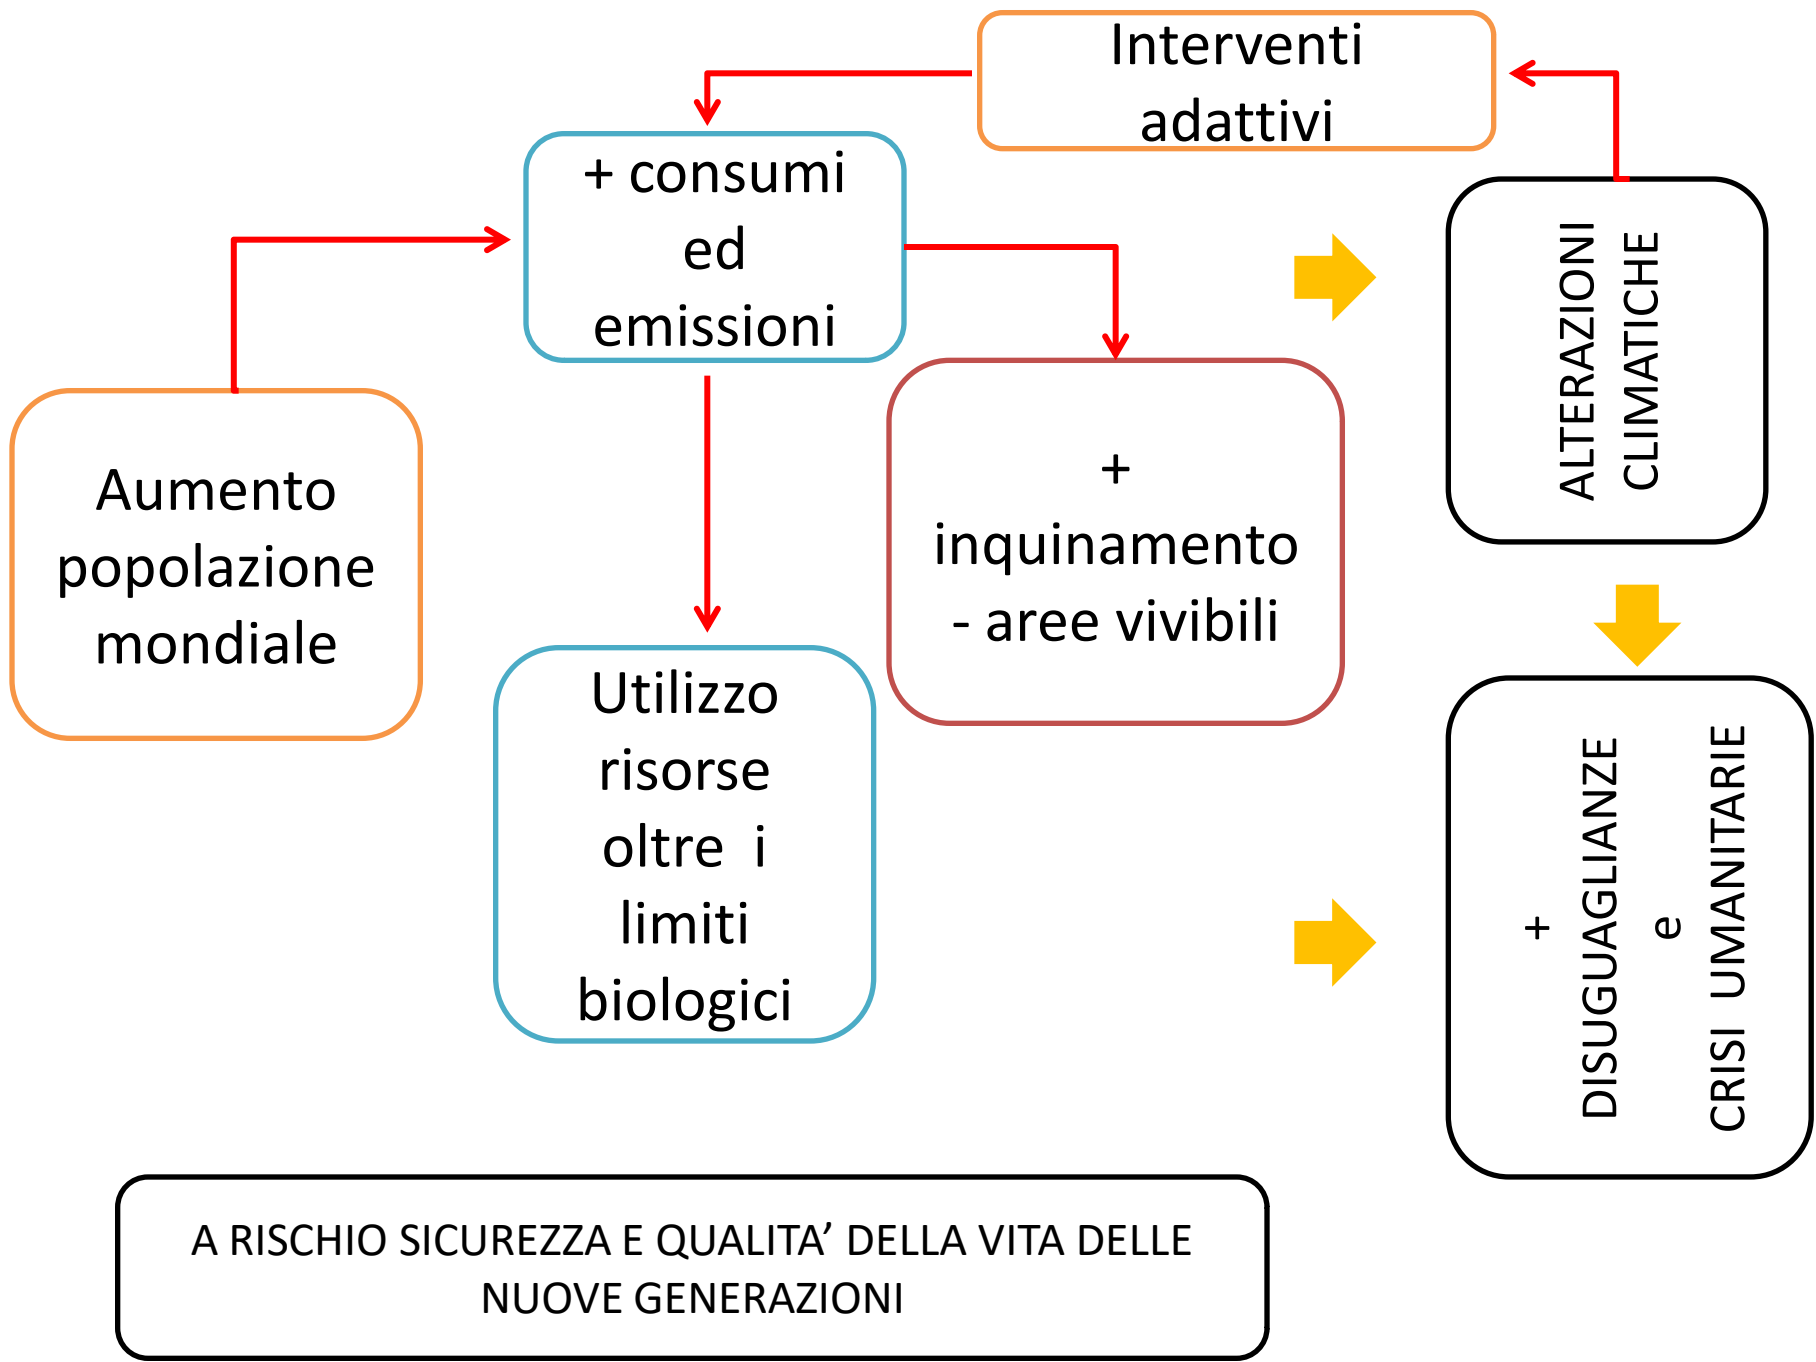 Interventi
adattivi
+ consumi
ed
emissioni
ALTERAZIONI
CLIMATICHE
Aumento
popolazione
mondiale
+
inquinamento
- aree vivibili
Utilizzo
risorse
oltre i
limiti
biologici
+
DISUGUAGLIANZE
e
CRISI UMANITARIE
A RISCHIO SICUREZZA E QUALITA’ DELLA VITA DELLE
NUOVE GENERAZIONI